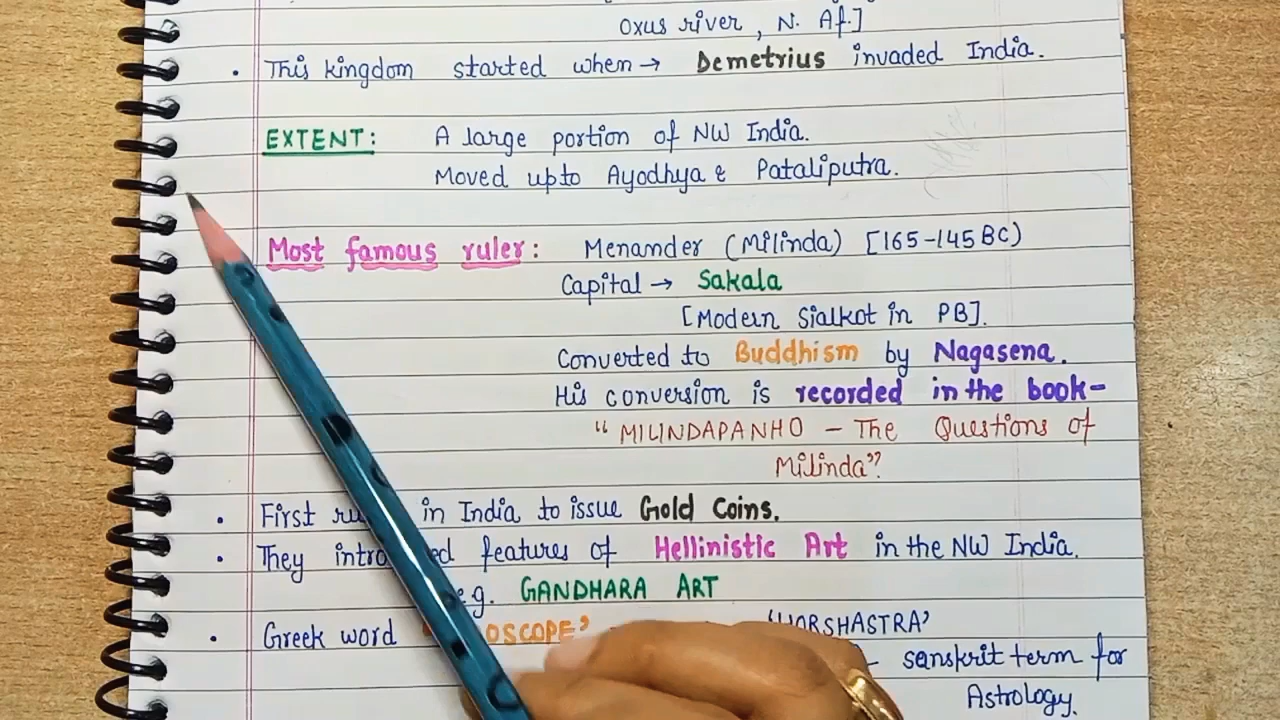 Oxus river, N. Af.]
• This kingdom started when → Demetrius invaded India.
EXTENT: A large portion of NW India.
Moved upto Ayodhya & Pataliputra.
Most famous ruler: Menander (Milinda) [165-145 BC)
Capital → Sakala
[Modern Sialkot in PB].
Converted to Buddhism by Nagasena.
His conversion is recorded in the book-
"MILINDAPANHO - The Questions of
Milinda"
• First in India to issue Gold Coins.
• They features of Hellinistic Art in the NW India.
e.g. GANDHARA ART
• Greek word
- sanskrit term for
Astrology.